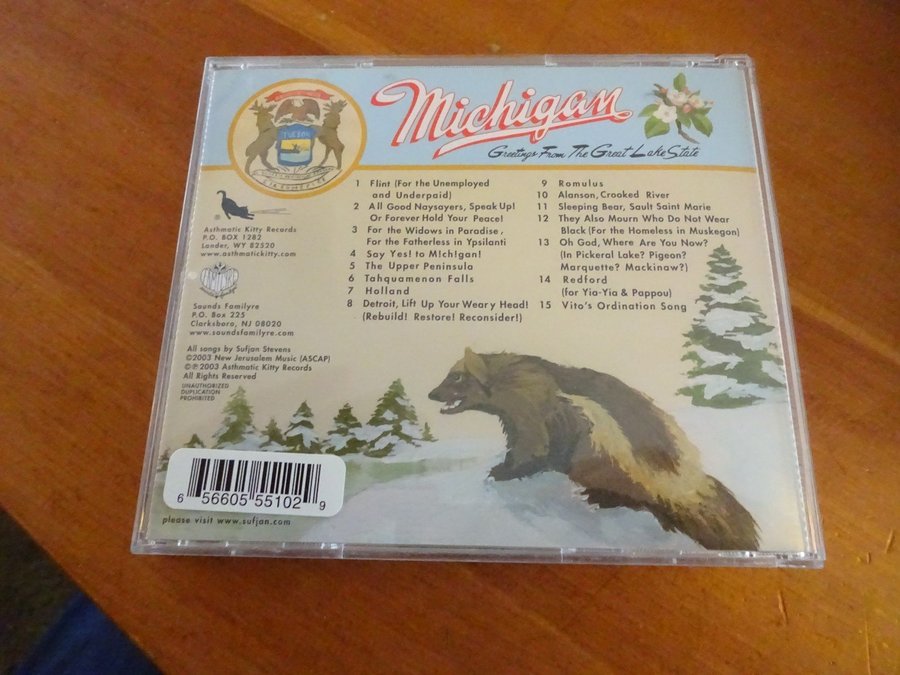 TUEBOR
Michigan
Greetings From The Great Lake State
1 Flint (For the Unemployed
and Underpaid)
2 All Good Naysayers, Speak Up!
Or Forever Hold Your Peace!
3 For the Widows in Paradise,
For the Fatherless in Ypsilanti
4 Say Yes! to M!ch!gan!
5 The Upper Peninsula
6 Tahquamenon Falls
7 Holland
8 Detroit, Lift Up Your Weary Head!
(Rebuild! Restore! Reconsider!)
9 Romulus
10 Alanson, Crooked River
11 Sleeping Bear, Sault Saint Marie
12 They Also Mourn Who Do Not Wear
Black (For the Homeless in Muskegon)
13 Oh God, Where Are You Now?
(In Pickeral Lake? Pigeon?
Marquette? Mackinaw?)
14 Redford
(for Yia-Yia & Pappou)
15 Vito's Ordination Song
®
Asthmatic Kitty Records
P.O. BOX 1282
Lander, WY 82520
www.asthmatickitty.com
Sounds Familyre
P.O. Box 225
Clarksboro, NJ 08020
www.soundsfamilyre.com
All songs by Sufjan Stevens
©2003 New Jerusalem Music (ASCAP)
©℗ 2003 Asthmatic Kitty Records
All Rights Reserved
UNAUTHORIZED
DUPLICATION
PROHIBITED
6 56605 55102 9
please visit www.sufjan.com